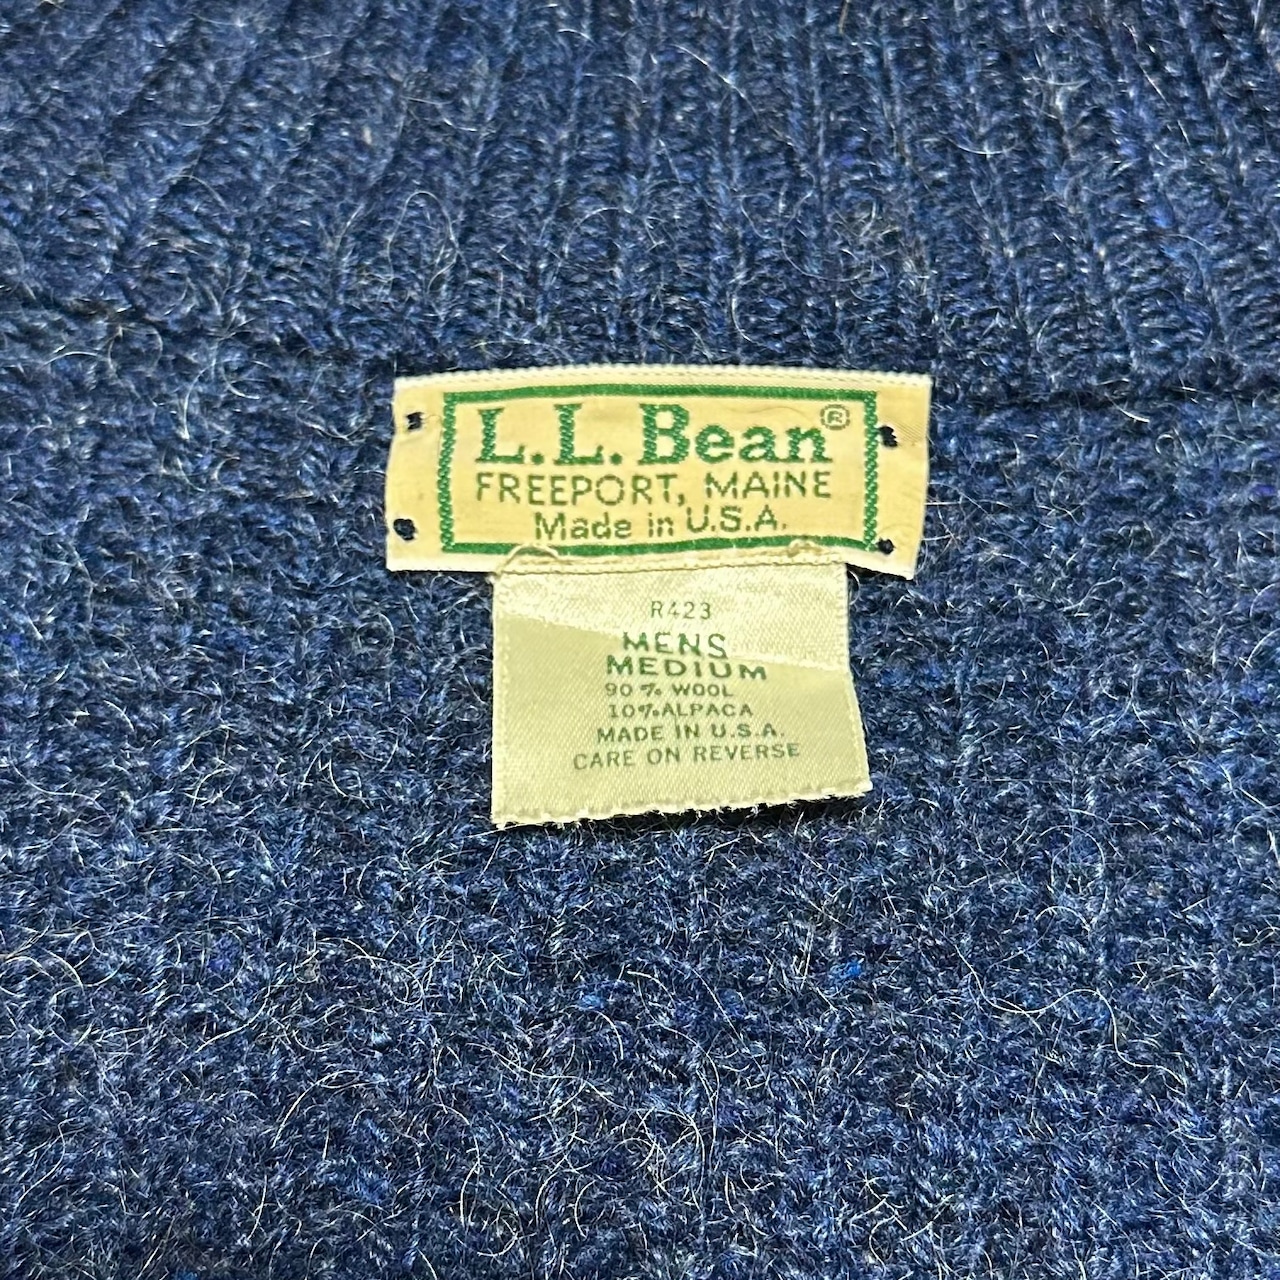 L.L.Bean®
FREEPORT, MAINE
Made in U.S.A.
R423
MENS
MEDIUM
90% WOOL
10% ALPACA
MADE IN U.S.A.
CARE ON REVERSE